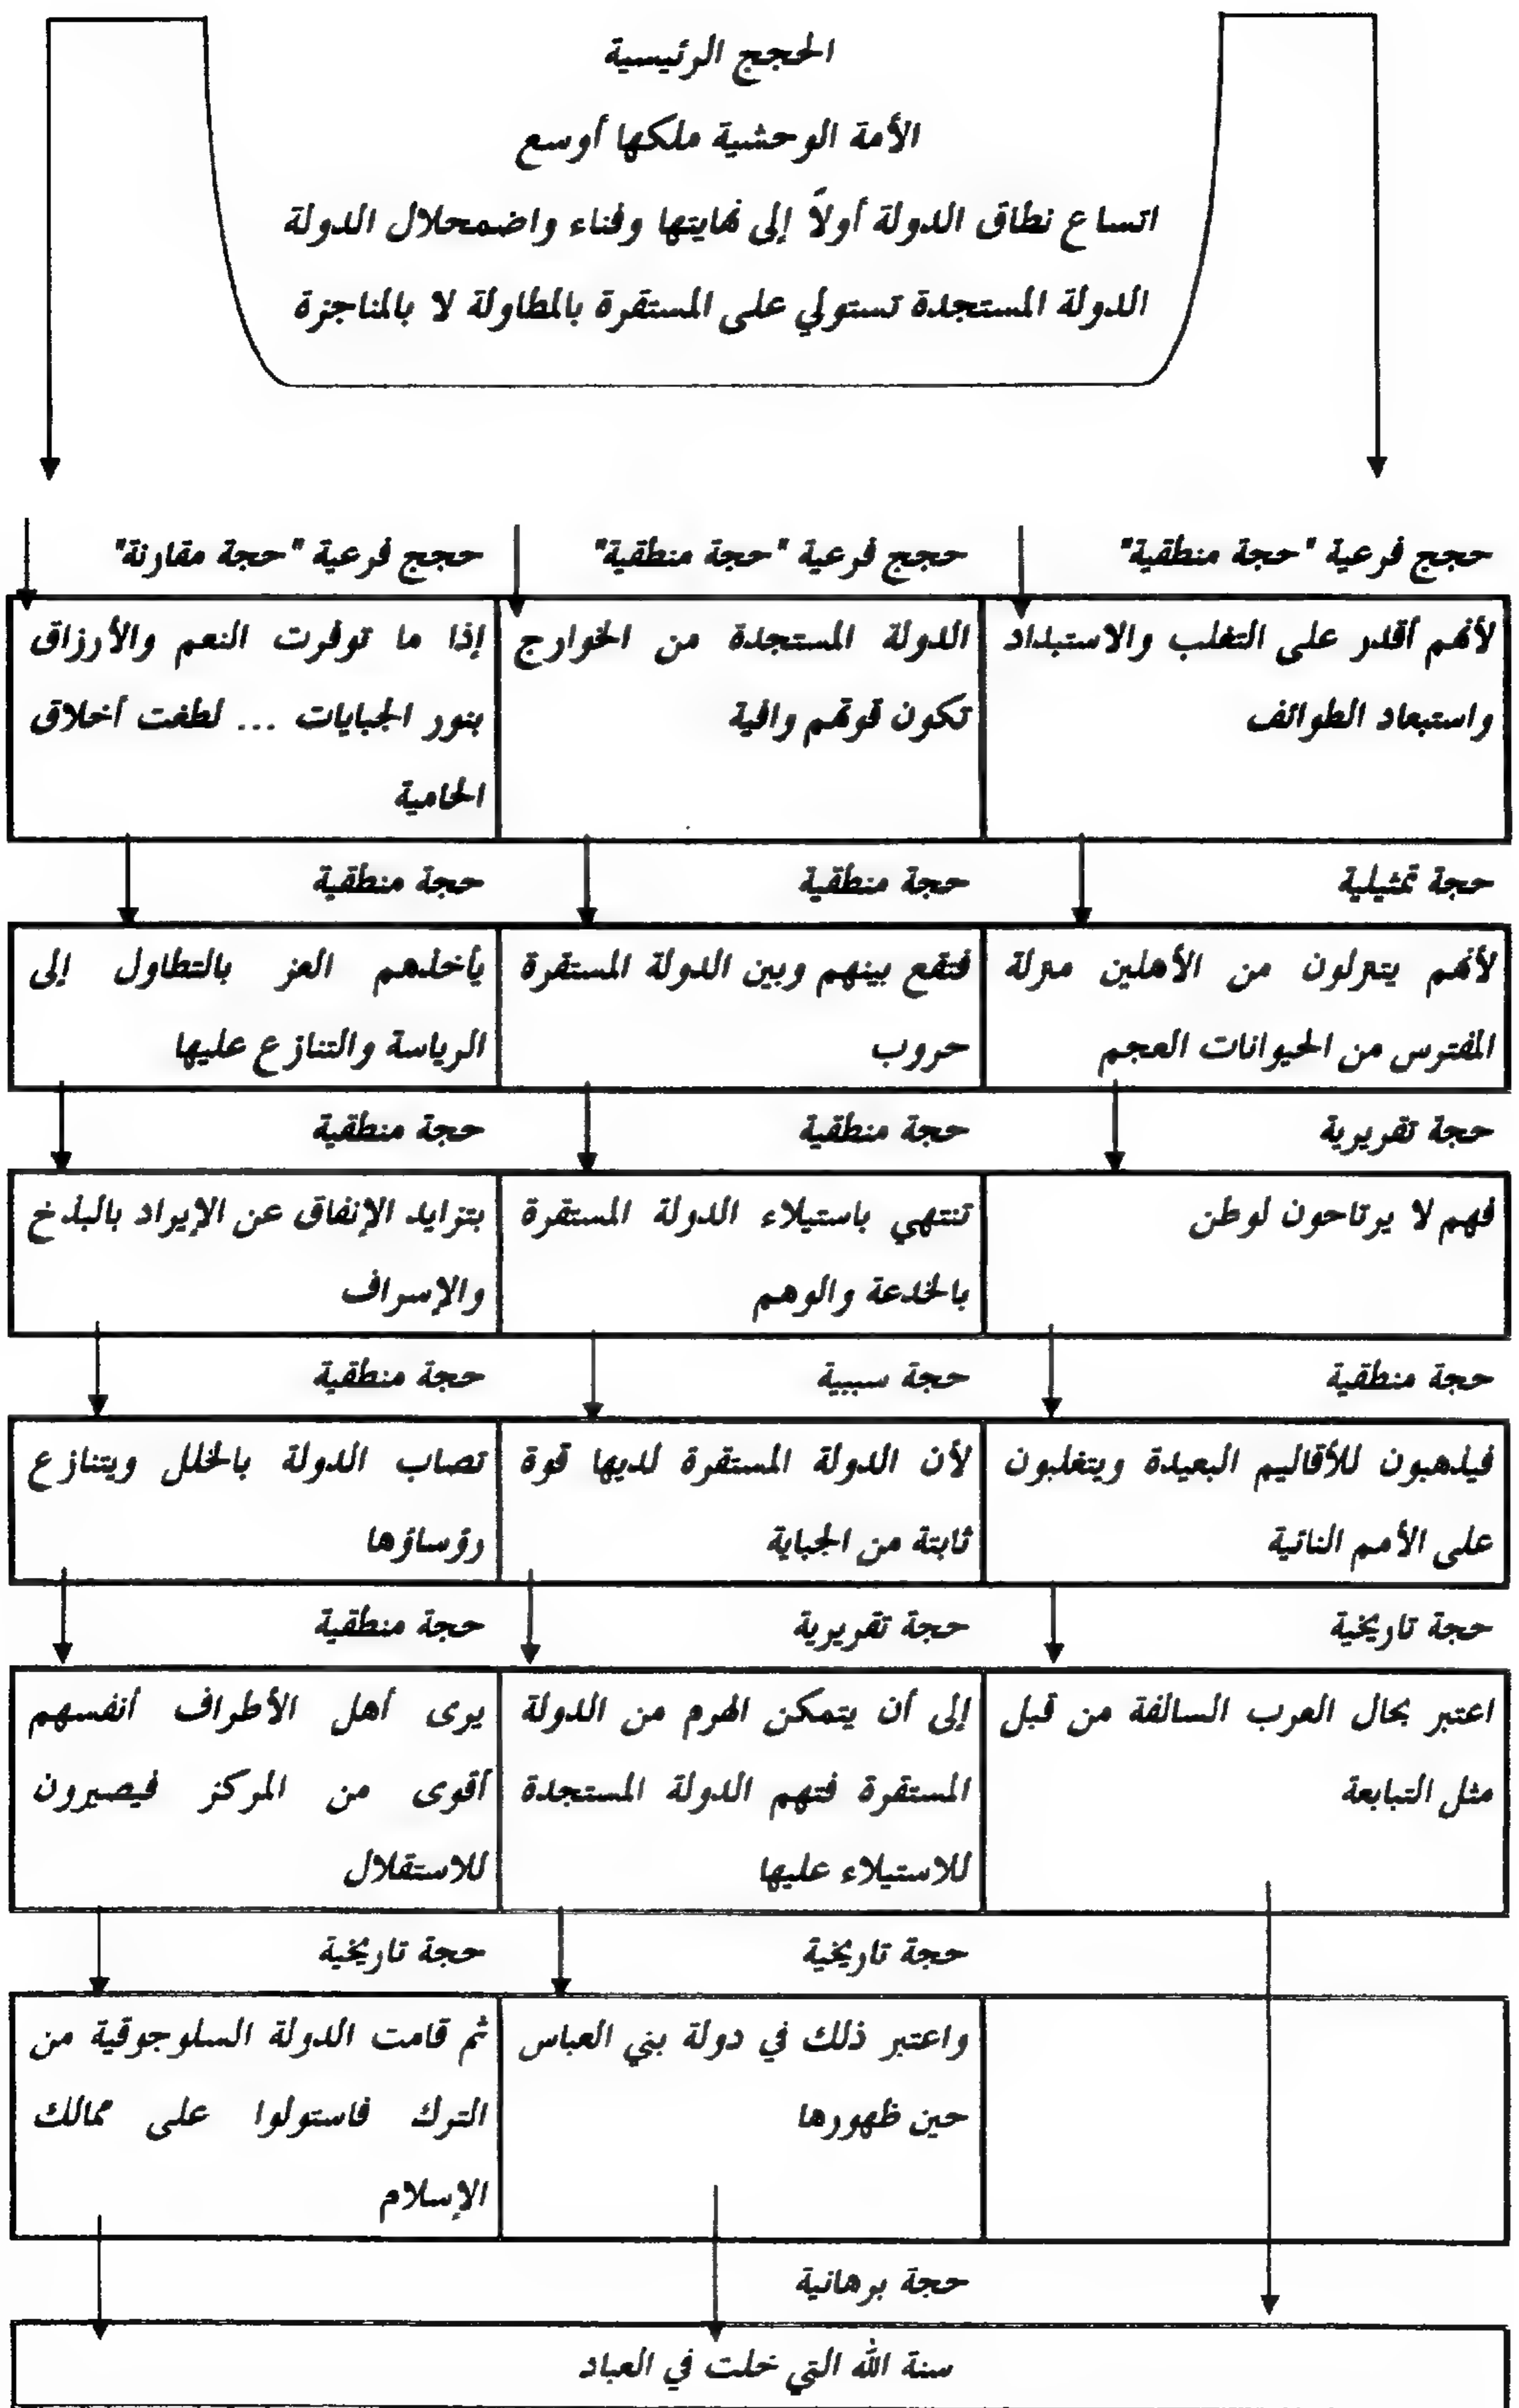 الحجج الرئيسية
الأمة الوحشية ملكها أوسع
اتساع نطاق الدولة أولاً إلى نهايتها وفناء واضمحلال الدولة
الدولة المستجدة تستولي على المستقرة بالمطاولة لا بالمناجزة
حجج فرعية "حجة منطقية"
حجج فرعية "حجة منطقية"
حجج فرعية "حجة مقارنة"
لأنهم أقدر على التغلب والاستبداد
واستبعاد الطوائف
الدولة المستجدة من الخوارج
تكون قوتهم وافية
إذا ما توفرت النعم والأرزاق
بنور الجبايات ... لطفت أخلاق
الحامية
حجة تمثيلية
حجة منطقية
حجة منطقية
لأنهم يتنزلون من الأهلين منزلة
المفترس من الحيوانات العجم
فتقع بينهم وبين الدولة المستقرة
حروب
يأخذهم العز بالتطاول إلى
الرياسة والتنازع عليها
حجة تقريرية
حجة منطقية
حجة منطقية
فهم لا يرتاحون لوطن
تنتهي باستيلاء الدولة المستقرة
بالخدعة والوهم
بتزايد الإنفاق عن الإيراد بالبذخ
والإسراف
حجة منطقية
حجة سببية
حجة منطقية
فيذهبون للأقاليم البعيدة ويتغلبون
على الأمم النائية
لأن الدولة المستقرة لديها قوة
ثابتة من الجباية
تصاب الدولة بالخلل ويتنازع
رؤساؤها
حجة تاريخية
حجة تقريرية
حجة منطقية
اعتبر بحال العرب السالفة من قبل
مثل التبابعة
إلى أن يتمكن الهرم من الدولة
المستقرة فتهم الدولة المستجدة
للاستيلاء عليها
يرى أهل الأطراف أنفسهم
أقوى من المركز فيصيرون
للاستقلال
حجة تاريخية
حجة تاريخية
واعتبر ذلك في دولة بني العباس
حين ظهورها
ثم قامت الدولة السلوجوقية من
الترك فاستولوا على ممالك
الإسلام
حجة برهانية
سنة الله التي خلت في العباد